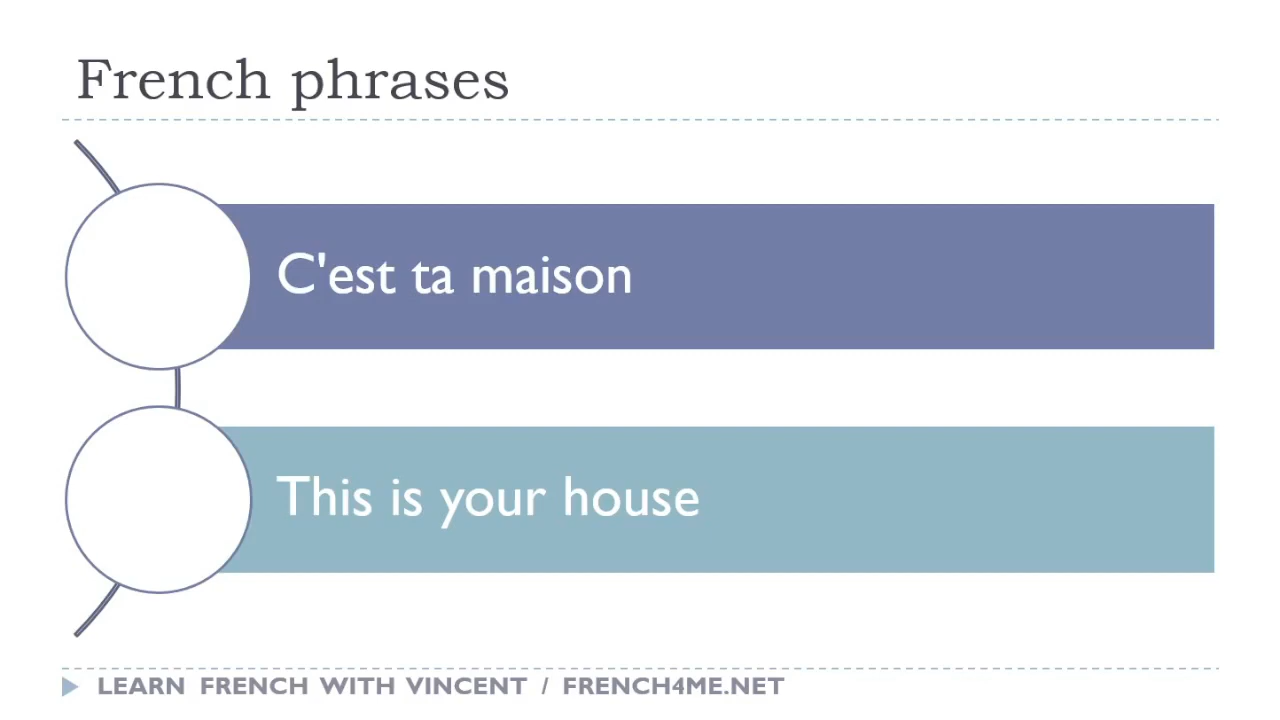 French phrases
C'est ta maison
This is your house
LEARN FRENCH WITH VINCENT / FRENCH4ME.NET